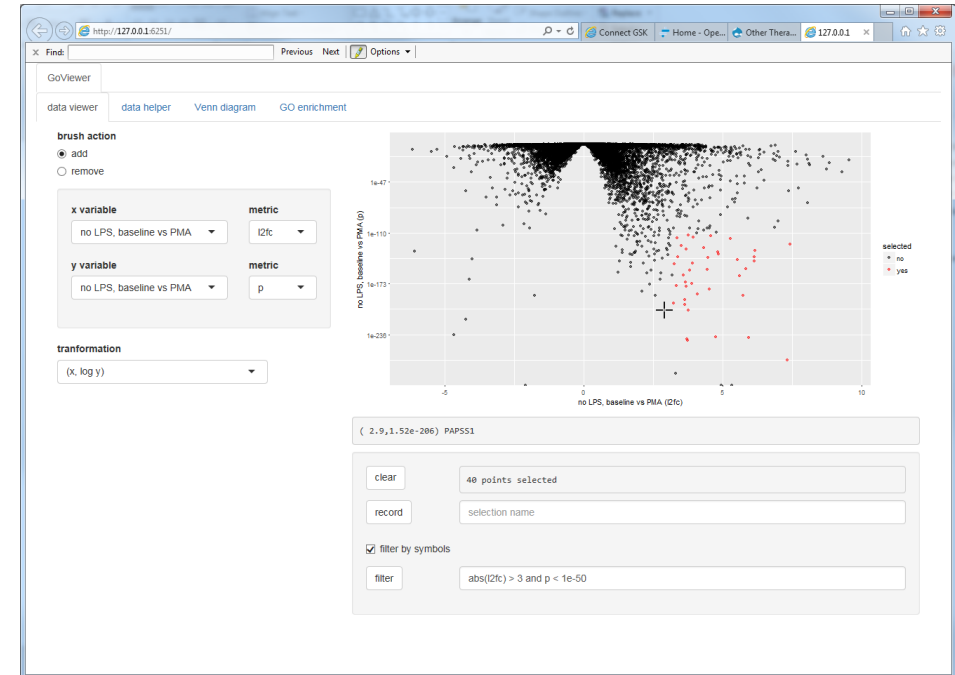 http://127.0.0.1:6251/
Connect GSK
Home - Ope...
Other Thera...
127.0.0.1
× Find:
Previous Next
Options
GoViewer
data viewer data helper Venn diagram GO enrichment
brush action
add
remove
x variable metric
no LPS, baseline vs PMA l2fc
y variable metric
no LPS, baseline vs PMA p
tranformation
(x, log y)
no LPS, baseline vs PMA (p)
1e-47
1e-110
1e-173
1e-236
-5 0 5 10
no LPS, baseline vs PMA (l2fc)
selected
no
yes
( 2.9,1.52e-206) PAPSS1
clear 40 points selected
record selection name
filter by symbols
filter abs(l2fc) > 3 and p < 1e-50